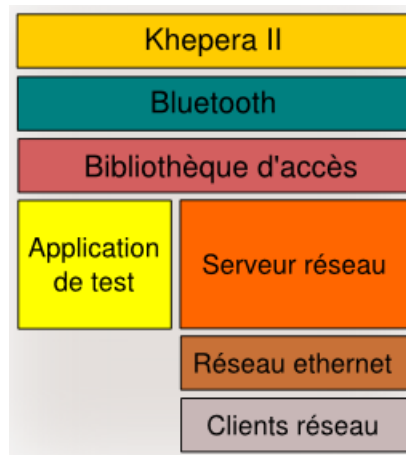 Khepera II
Bluetooth
Bibliothèque d'accès
Application
de test
Serveur réseau
Réseau ethernet
Clients réseau